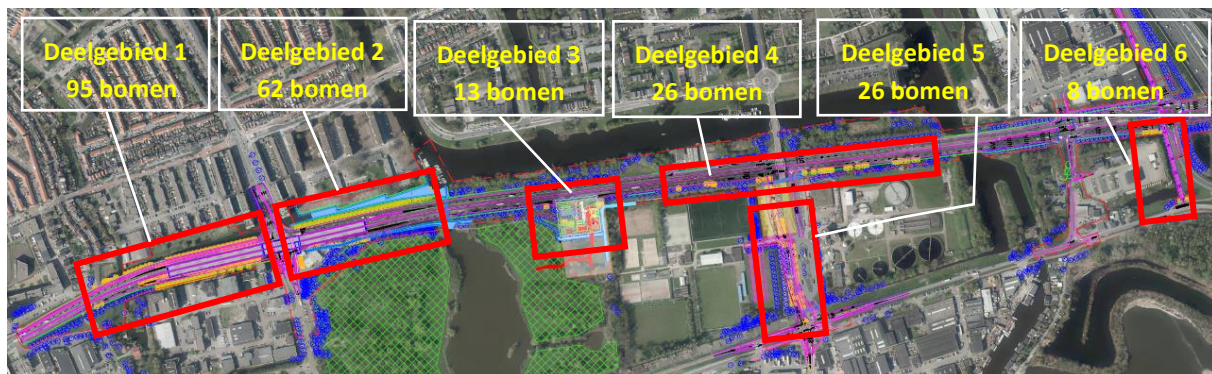 Deelgebied 1
95 bomen
Deelgebied 2
62 bomen
Deelgebied 3
13 bomen
Deelgebied 4
26 bomen
Deelgebied 5
26 bomen
Deelgebied 6
8 bomen